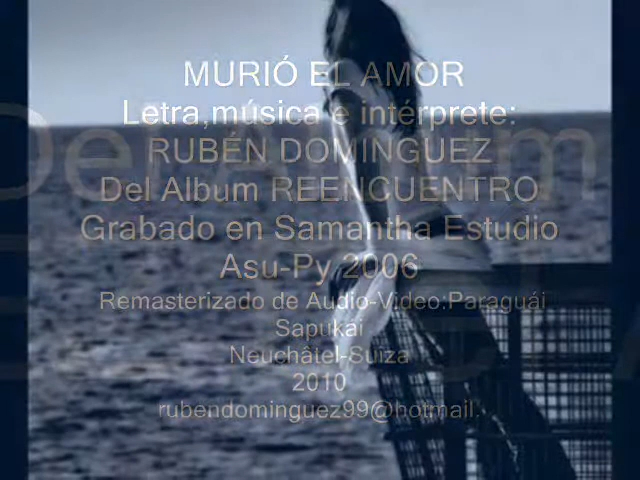 MURIÓ EL AMOR
Letra,música e intérprete:
RUBÉN DOMINGUEZ
Del Album REENCUENTRO
Grabado en Samantha Estudio
Asu-Py 2006
Remasterizado de Audio-Video:Paraguái
Sapukái
Neuchâtel-Suiza
2010
rubendominguez99@hotmail.